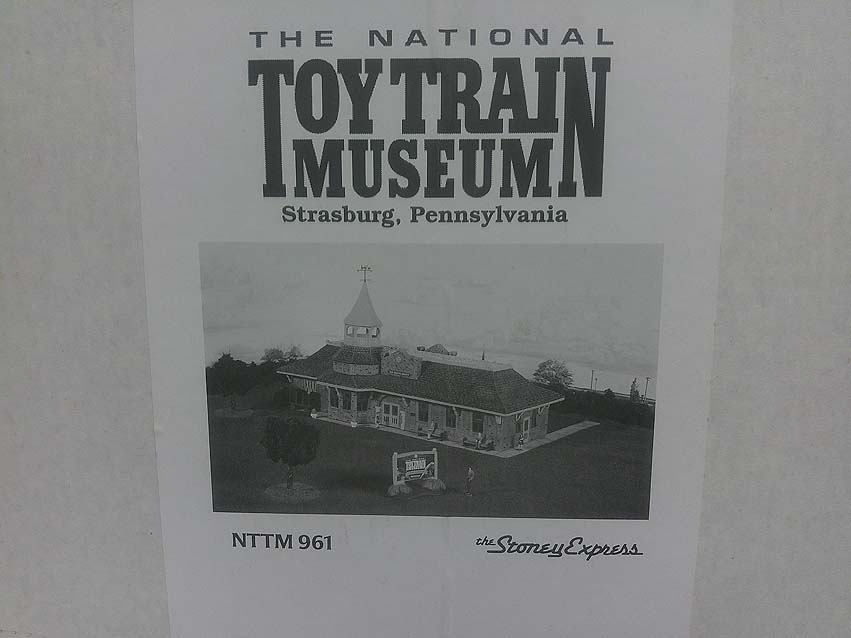 THE NATIONAL
TOY TRAIN
MUSEUM
Strasburg, Pennsylvania
NTTM 961
the Stoney Express